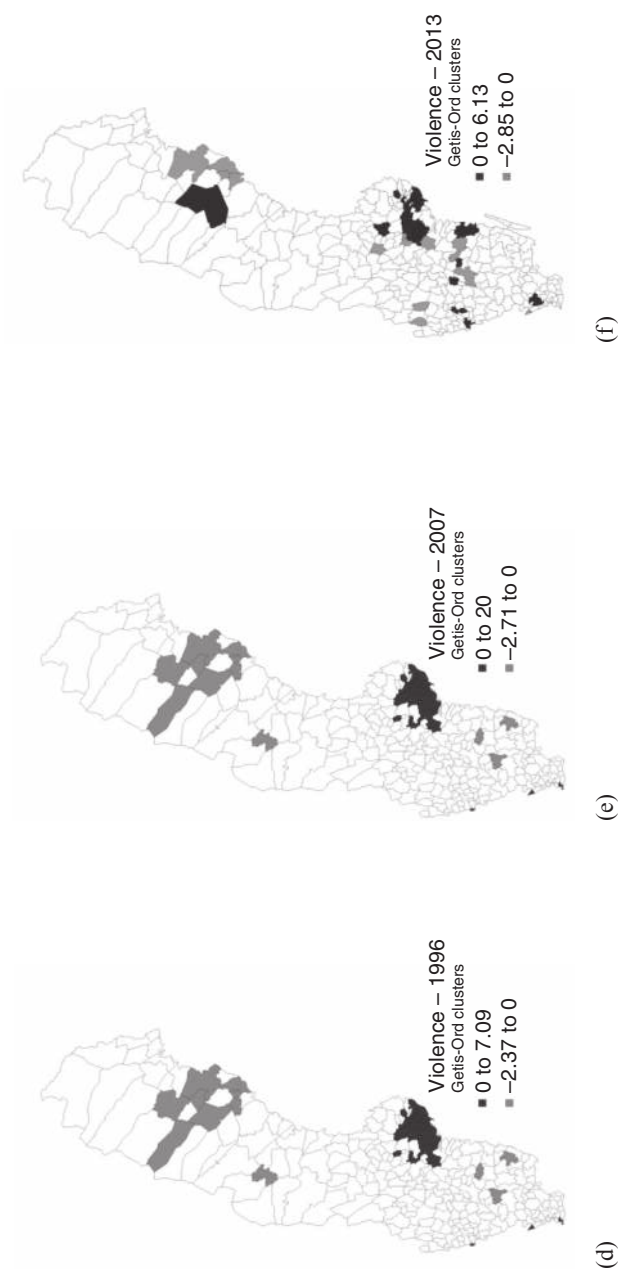 (d)
Violence – 1996
Getis-Ord clusters
0 to 7.09
−2.37 to 0
(e)
Violence – 2007
Getis-Ord clusters
0 to 20
−2.71 to 0
(f)
Violence – 2013
Getis-Ord clusters
0 to 6.13
−2.85 to 0